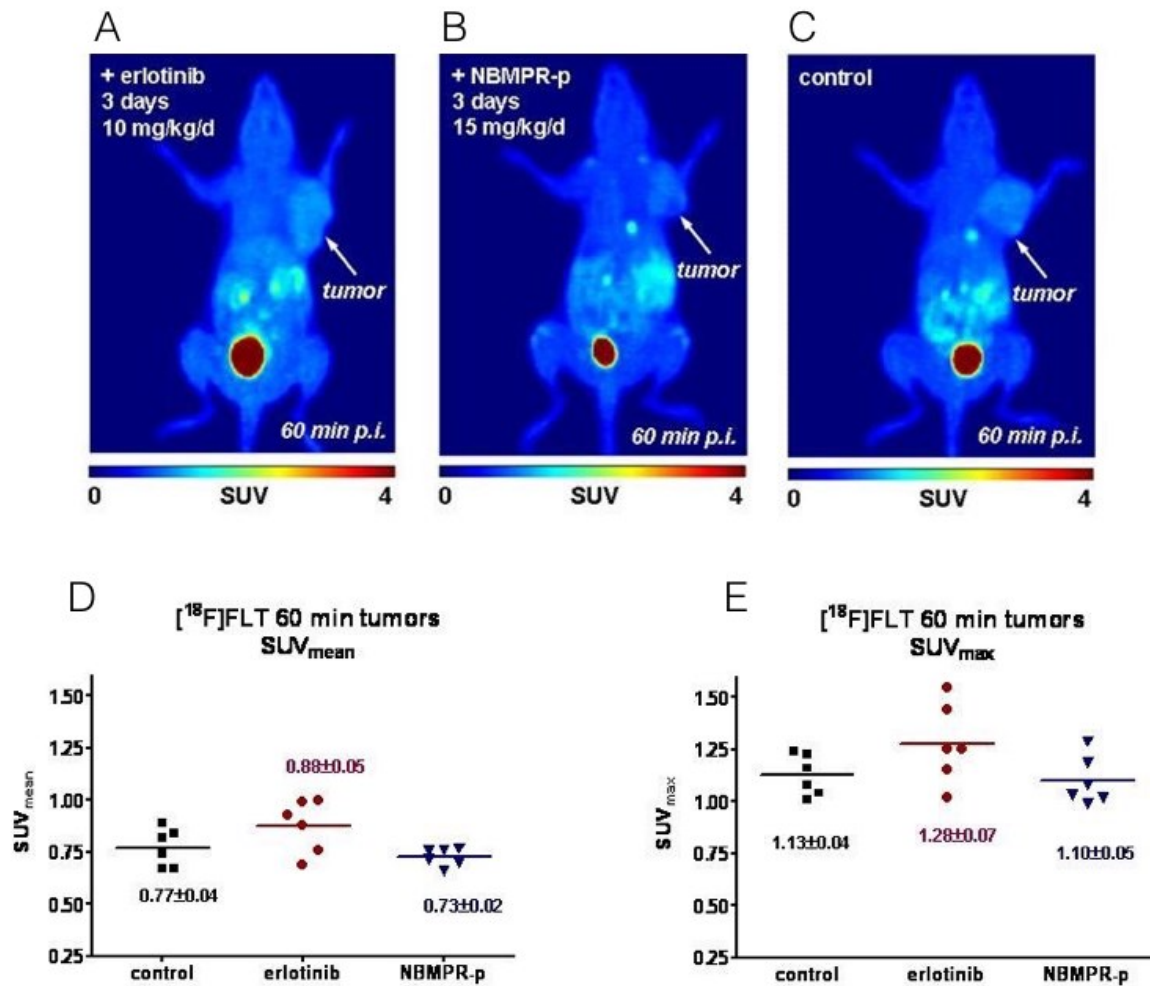 A
+ erlotinib
3 days
10 mg/kg/d
tumor
60 min p.i.
0
SUV
4
B
+ NBMPR-p
3 days
15 mg/kg/d
tumor
60 min p.i.
0
SUV
4
C
control
tumor
60 min p.i.
0
SUV
4
D
[¹⁸F]FLT 60 min tumors
SUVmean
SUVmean
1.50
1.25
1.00
0.75
0.50
0.25
0.77±0.04
0.88±0.05
0.73±0.02
control
erlotinib
NBMPR-p
E
[¹⁸F]FLT 60 min tumors
SUVmax
SUVmax
1.50
1.25
1.00
0.75
0.50
0.25
1.13±0.04
1.28±0.07
1.10±0.05
control
erlotinib
NBMPR-p